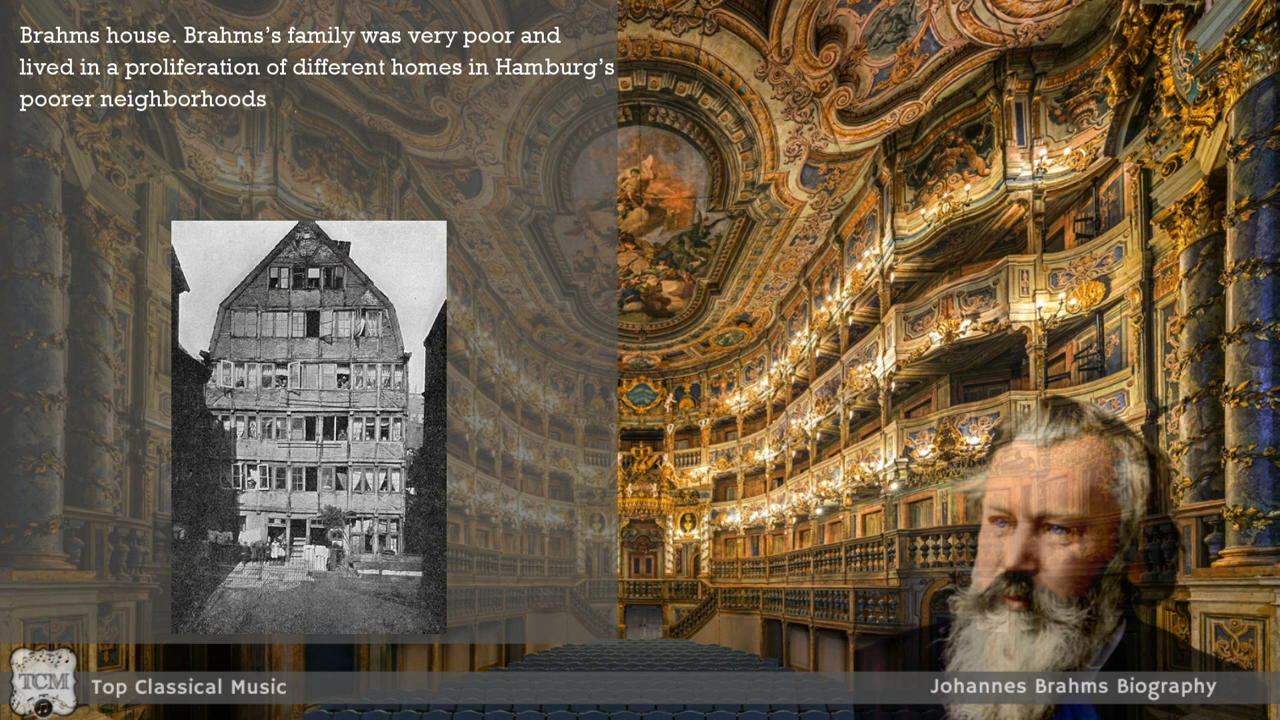 Brahms house. Brahms’s family was very poor and
lived in a proliferation of different homes in Hamburg’s
poorer neighborhoods
TCM
Top Classical Music
Johannes Brahms Biography